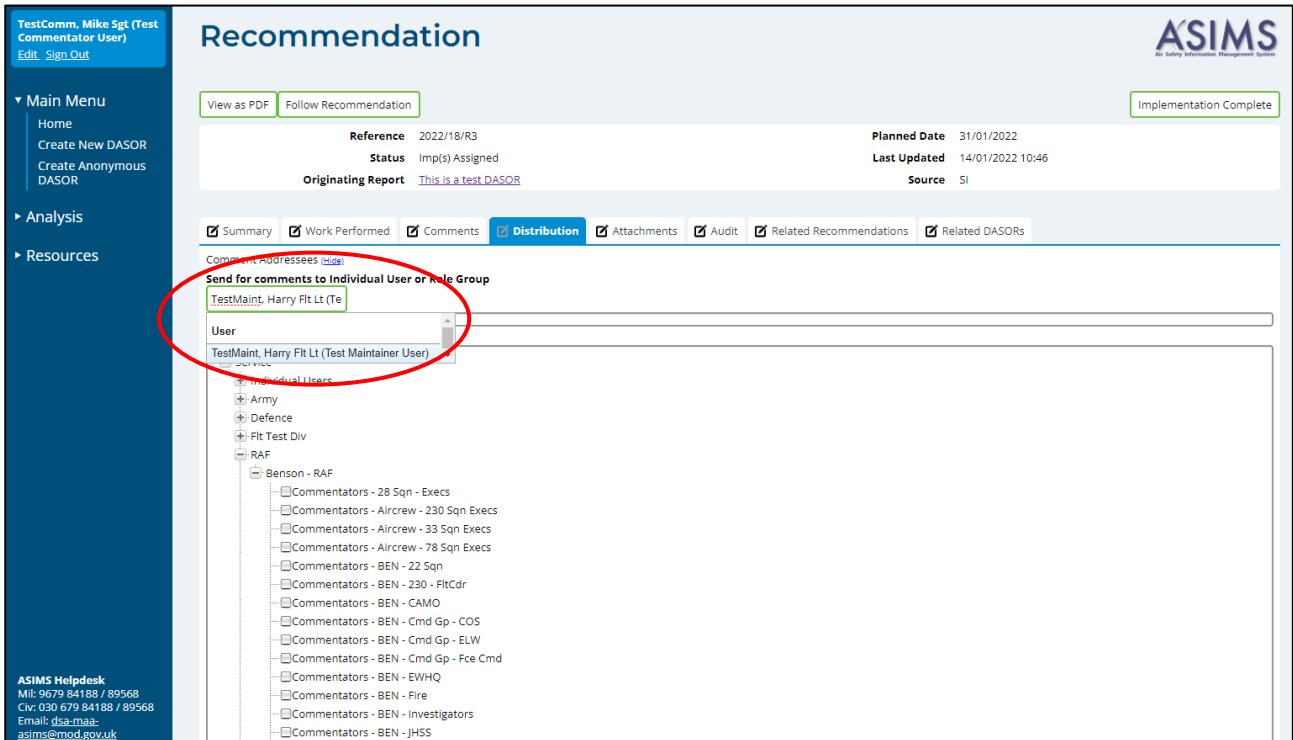 TestComm, Mike Sgt (Test
Commentator User)
Edit Sign Out
Main Menu
Home
Create New DASOR
Create Anonymous
DASOR
Analysis
Resources
ASIMS Helpdesk
Mil: 9679 84188 / 89568
Civ: 030 679 84188 / 89568
Email: dsa-maa-
asims@mod.gov.uk
Recommendation
ASIMS
Air Safety Information Management System
View as PDF Follow Recommendation Implementation Complete
Reference 2022/18/R3 Planned Date 31/01/2022
Status Imp(s) Assigned Last Updated 14/01/2022 10:46
Originating Report This is a test DASOR Source SI
Summary Work Performed Comments Distribution Attachments Audit Related Recommendations Related DASORs
Comment Addressees (Hide)
Send for comments to Individual User or Role Group
TestMaint, Harry Flt Lt (Te
User
TestMaint, Harry Flt Lt (Test Maintainer User)
Service
Individual Users
Army
Defence
Flt Test Div
RAF
Benson - RAF
Commentators - 28 Sqn - Execs
Commentators - Aircrew - 230 Sqn Execs
Commentators - Aircrew - 33 Sqn Execs
Commentators - Aircrew - 78 Sqn Execs
Commentators - BEN - 22 Sqn
Commentators - BEN - 230 - FltCdr
Commentators - BEN - CAMO
Commentators - BEN - Cmd Gp - COS
Commentators - BEN - Cmd Gp - ELW
Commentators - BEN - Cmd Gp - Fce Cmd
Commentators - BEN - EWHQ
Commentators - BEN - Fire
Commentators - BEN - Investigators
Commentators - BEN - JHSS